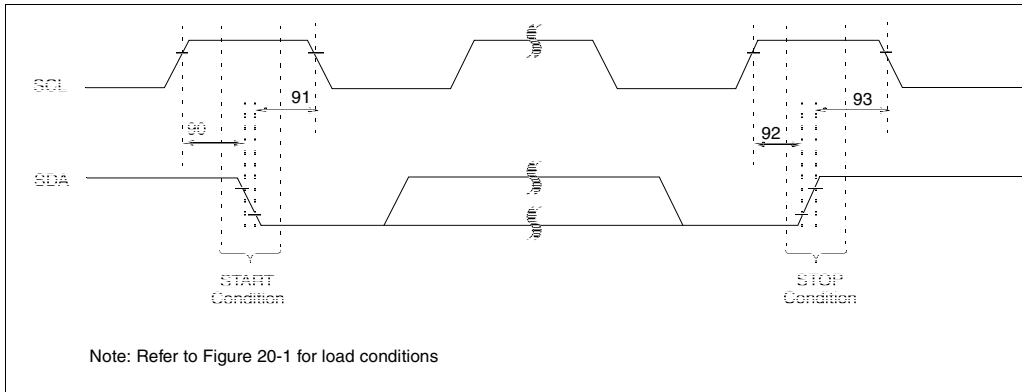 SCL
91
93
90
92
SDA
START
Condition
STOP
Condition
Note: Refer to Figure 20-1 for load conditions